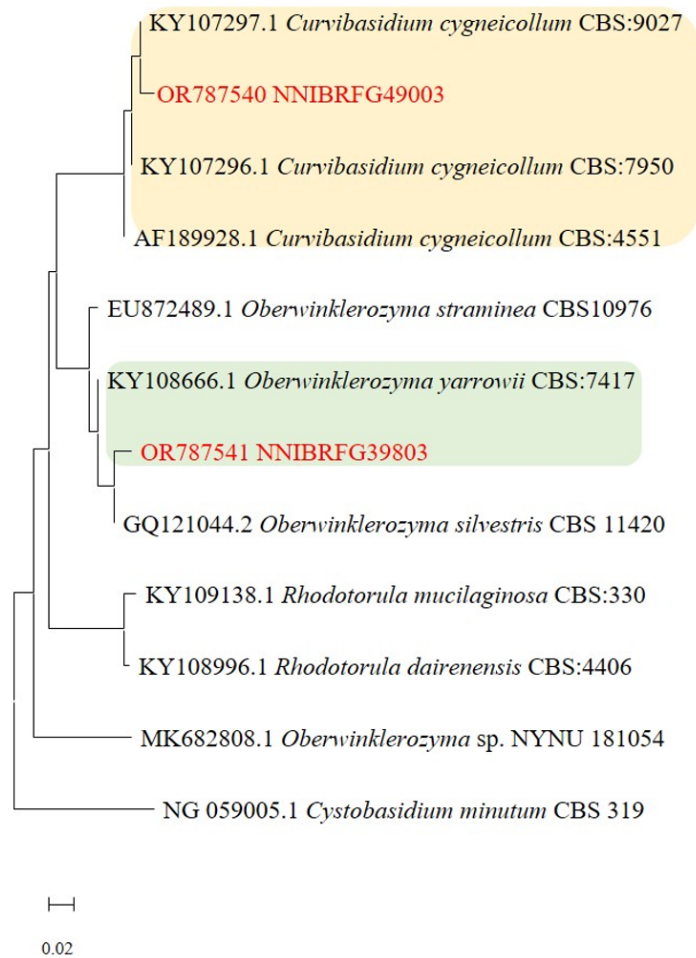 KY107297.1 Curvibasidium cygneicollum CBS:9027
OR787540 NNIBRFG49003
KY107296.1 Curvibasidium cygneicollum CBS:7950
AF189928.1 Curvibasidium cygneicollum CBS:4551
EU872489.1 Oberwinklerozyma straminea CBS10976
KY108666.1 Oberwinklerozyma yarrowii CBS:7417
OR787541 NNIBRFG39803
GQ121044.2 Oberwinklerozyma silvestris CBS 11420
KY109138.1 Rhodotorula mucilaginosa CBS:330
KY108996.1 Rhodotorula dairenensis CBS:4406
MK682808.1 Oberwinklerozyma sp. NYNU 181054
NG 059005.1 Cystobasidium minutum CBS 319
0.02